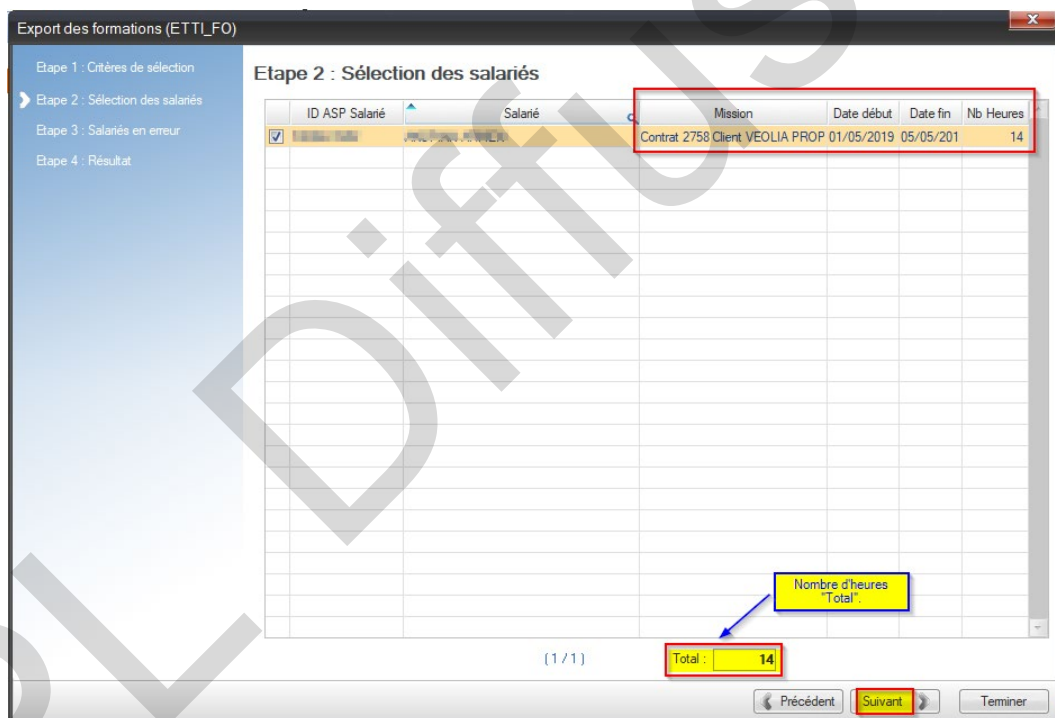 Export des formations (ETTI_FO)
Etape 1 : Critères de sélection
Etape 2 : Sélection des salariés
Etape 3 : Salariés en erreur
Etape 4 : Résultat
Etape 2 : Sélection des salariés
ID ASP Salarié Salarié Mission Date début Date fin Nb Heures
Contrat 2758 Client VEOLIA PROP 01/05/2019 05/05/201 14
Nombre d'heures
"Total".
(1 / 1) Total : 14
Précédent Suivant Terminer
PL Diffus